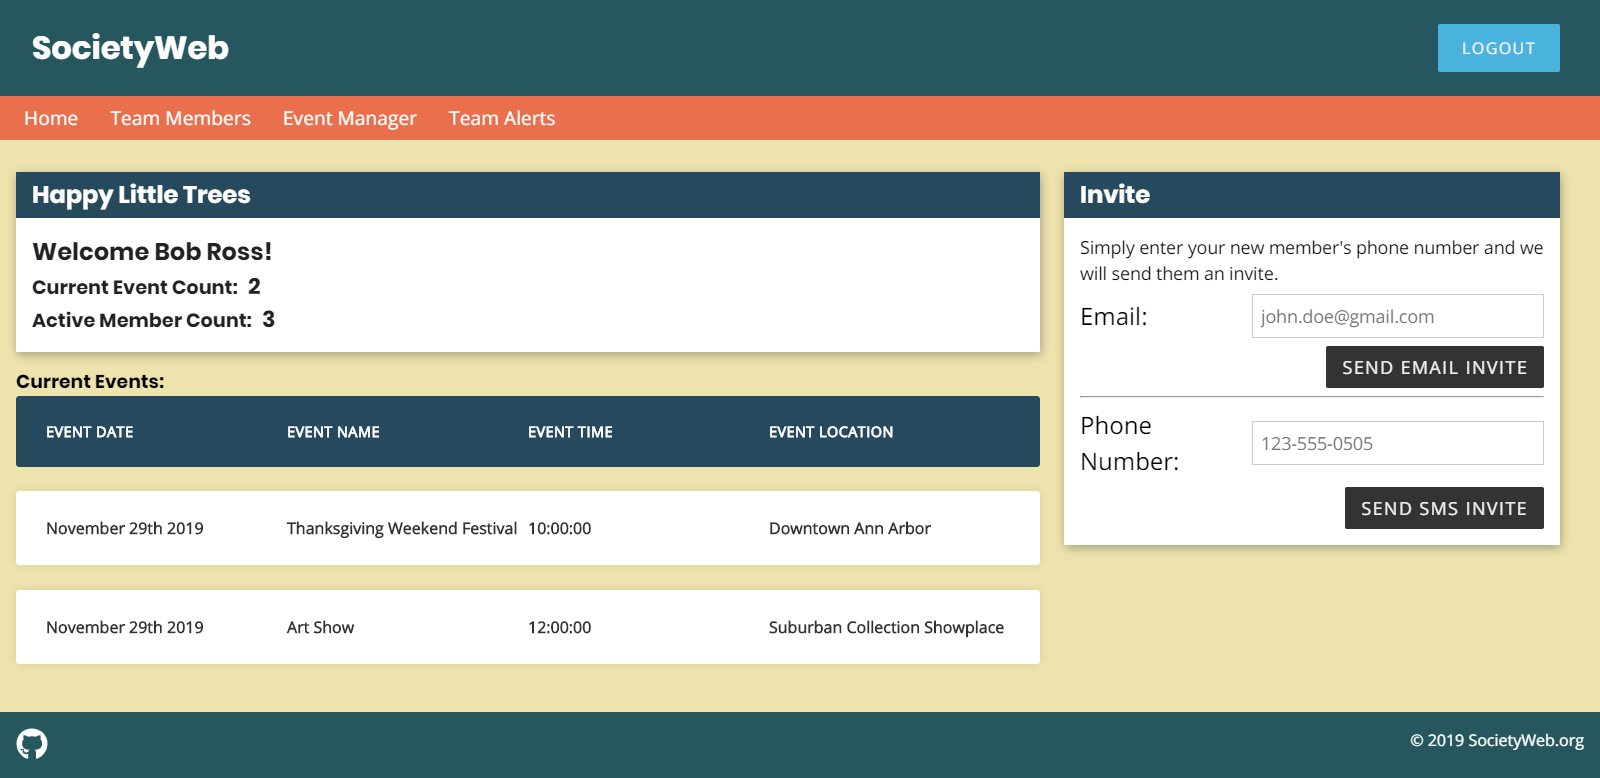 SocietyWeb
LOGOUT
Home Team Members Event Manager Team Alerts
Happy Little Trees
Welcome Bob Ross!
Current Event Count: 2
Active Member Count: 3
Current Events:
EVENT DATE EVENT NAME EVENT TIME EVENT LOCATION
November 29th 2019 Thanksgiving Weekend Festival 10:00:00 Downtown Ann Arbor
November 29th 2019 Art Show 12:00:00 Suburban Collection Showplace
Invite
Simply enter your new member's phone number and we
will send them an invite.
Email: john.doe@gmail.com
SEND EMAIL INVITE
Phone
Number:
123-555-0505
SEND SMS INVITE
© 2019 SocietyWeb.org